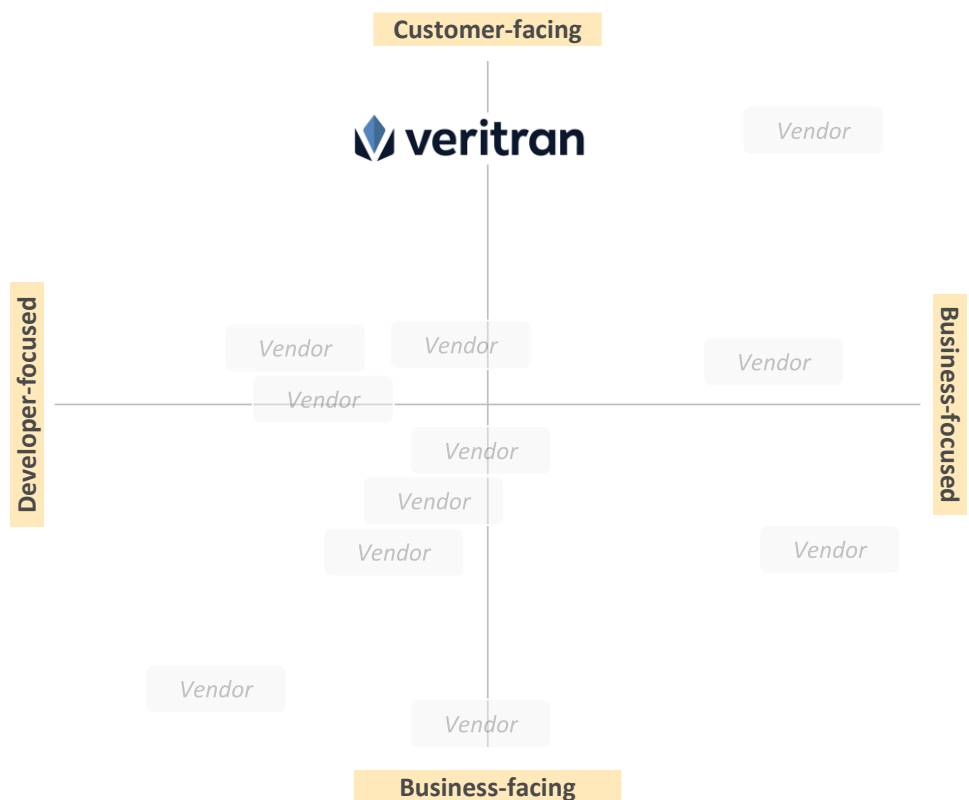 Customer-facing
veritran
Vendor
Developer-focused
Business-focused
Vendor
Vendor
Vendor
Vendor
Vendor
Vendor
Vendor
Vendor
Vendor
Vendor
Business-facing